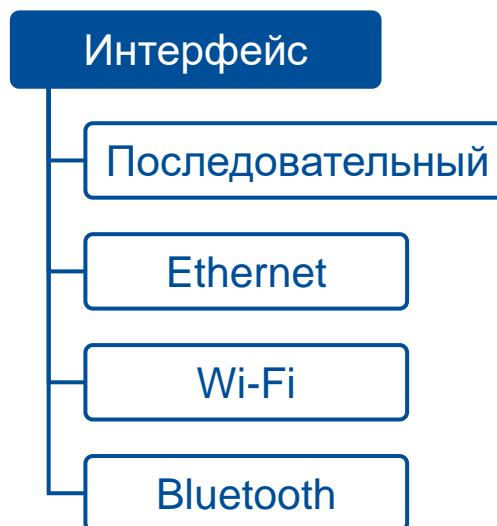 Интерфейс
Последовательный
Ethernet
Wi-Fi
Bluetooth